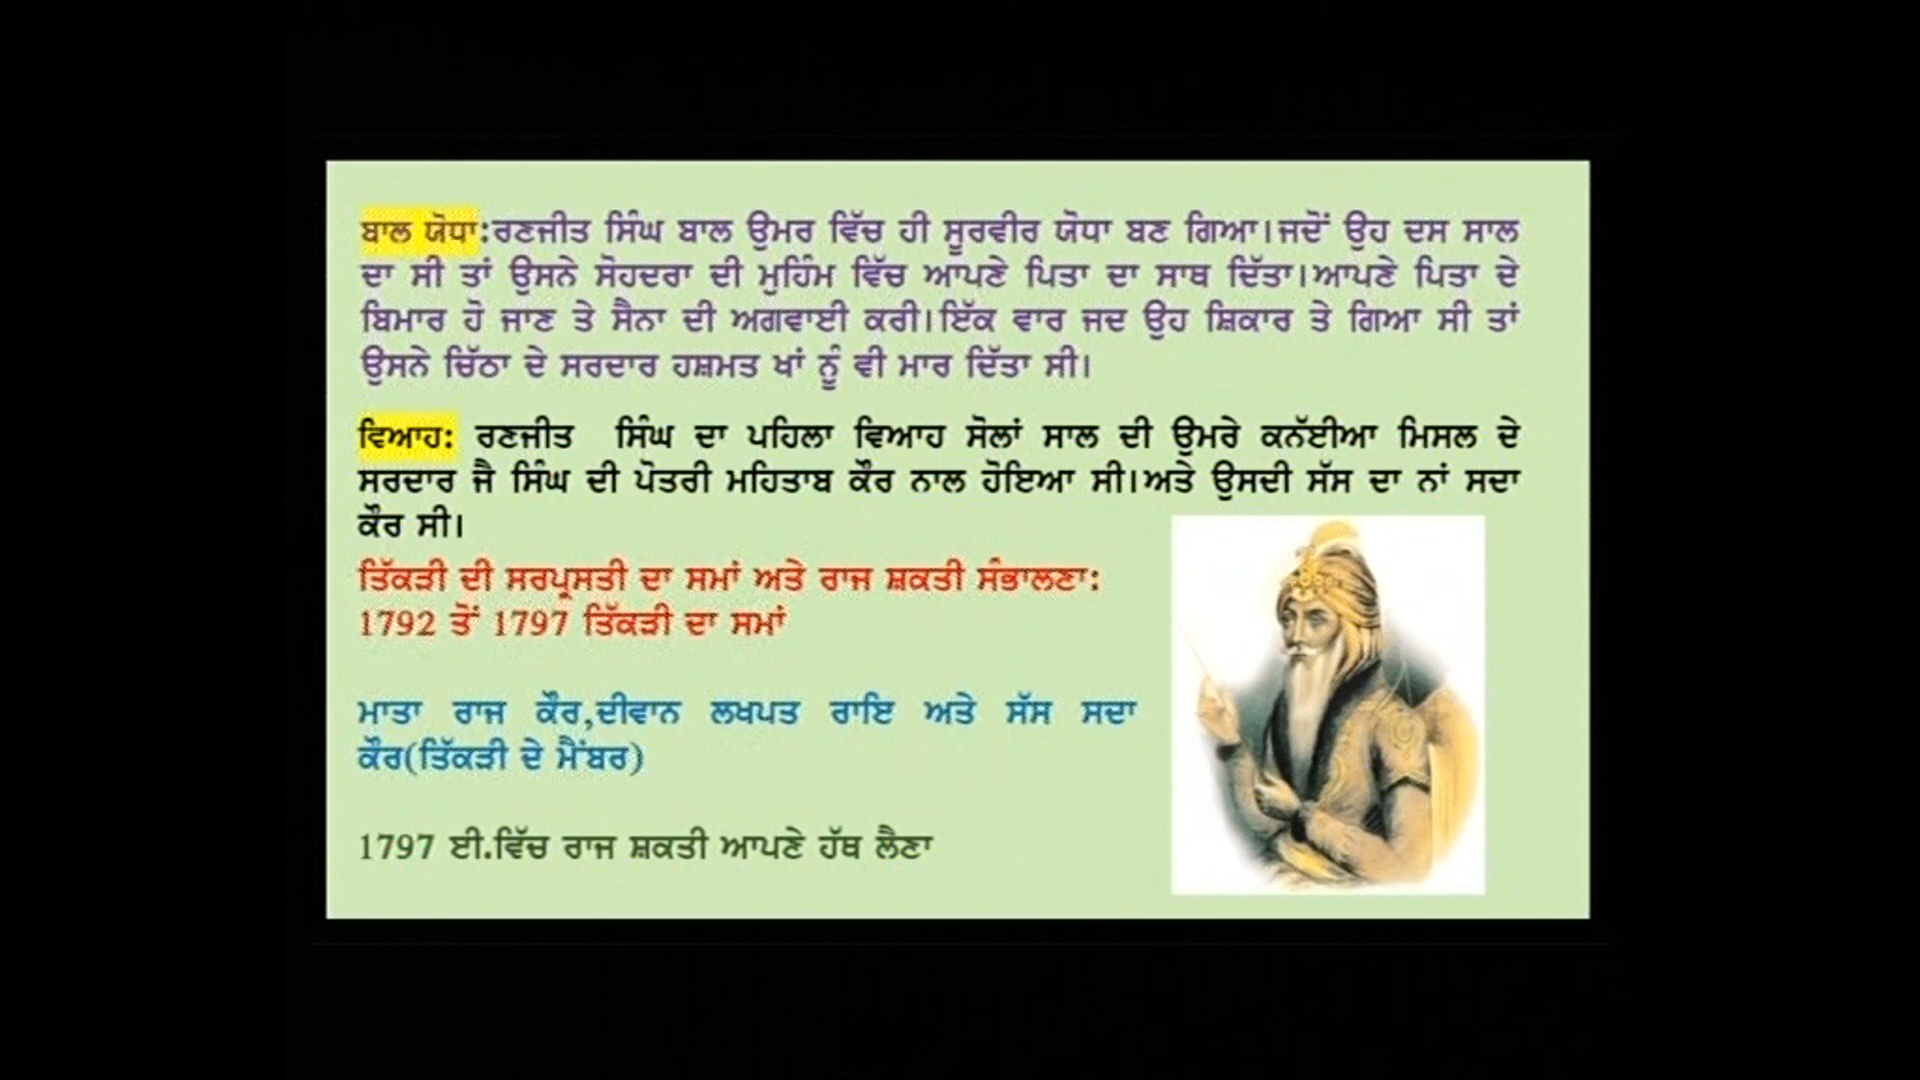 ਬਾਲ ਯੋਧਾ:ਰਣਜੀਤ ਸਿੰਘ ਬਾਲ ਉਮਰ ਵਿੱਚ ਹੀ ਸੂਰਵੀਰ ਯੋਧਾ ਬਣ ਗਿਆ।ਜਦੋਂ ਉਹ ਦਸ ਸਾਲ
ਦਾ ਸੀ ਤਾਂ ਉਸਨੇ ਸੋਹਦਰਾ ਦੀ ਮੁਹਿੰਮ ਵਿੱਚ ਆਪਣੇ ਪਿਤਾ ਦਾ ਸਾਥ ਦਿੱਤਾ।ਆਪਣੇ ਪਿਤਾ ਦੇ
ਬਿਮਾਰ ਹੋ ਜਾਣ ਤੇ ਸੈਨਾ ਦੀ ਅਗਵਾਈ ਕਰੀ।ਇੱਕ ਵਾਰ ਜਦ ਉਹ ਸ਼ਿਕਾਰ ਤੇ ਗਿਆ ਸੀ ਤਾਂ
ਉਸਨੇ ਚਿੱਠਾ ਦੇ ਸਰਦਾਰ ਹਸ਼ਮਤ ਖਾਂ ਨੂੰ ਵੀ ਮਾਰ ਦਿੱਤਾ ਸੀ।
ਵਿਆਹ: ਰਣਜੀਤ ਸਿੰਘ ਦਾ ਪਹਿਲਾ ਵਿਆਹ ਸੋਲਾਂ ਸਾਲ ਦੀ ਉਮਰੇ ਕਨੱਈਆ ਮਿਸਲ ਦੇ
ਸਰਦਾਰ ਜੈ ਸਿੰਘ ਦੀ ਪੋਤਰੀ ਮਹਿਤਾਬ ਕੌਰ ਨਾਲ ਹੋਇਆ ਸੀ।ਅਤੇ ਉਸਦੀ ਸੱਸ ਦਾ ਨਾਂ ਸਦਾ
ਕੌਰ ਸੀ।
ਤਿੱਕੜੀ ਦੀ ਸਰਪ੍ਰਸਤੀ ਦਾ ਸਮਾਂ ਅਤੇ ਰਾਜ ਸ਼ਕਤੀ ਸੰਭਾਲਣਾ:
1792 ਤੋਂ 1797 ਤਿੱਕੜੀ ਦਾ ਸਮਾਂ
ਮਾਤਾ ਰਾਜ ਕੌਰ,ਦੀਵਾਨ ਲਖਪਤ ਰਾਇ ਅਤੇ ਸੱਸ ਸਦਾ
ਕੌਰ(ਤਿੱਕੜੀ ਦੇ ਮੈਂਬਰ)
1797 ਈ.ਵਿੱਚ ਰਾਜ ਸ਼ਕਤੀ ਆਪਣੇ ਹੱਥ ਲੈਣਾ